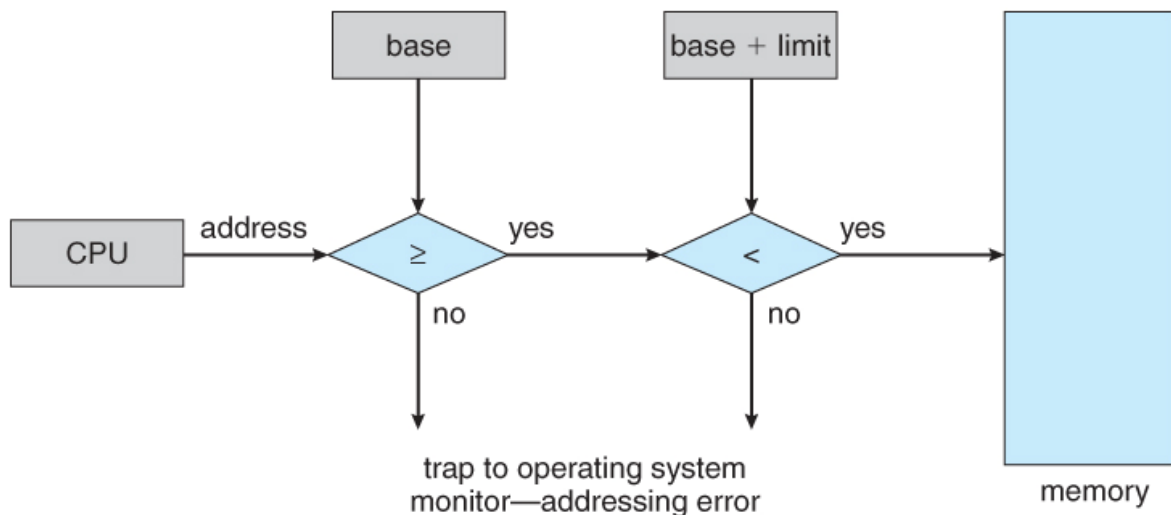 base
base + limit
CPU
address
≥
yes
<
yes
no
no
trap to operating system
monitor—addressing error
memory